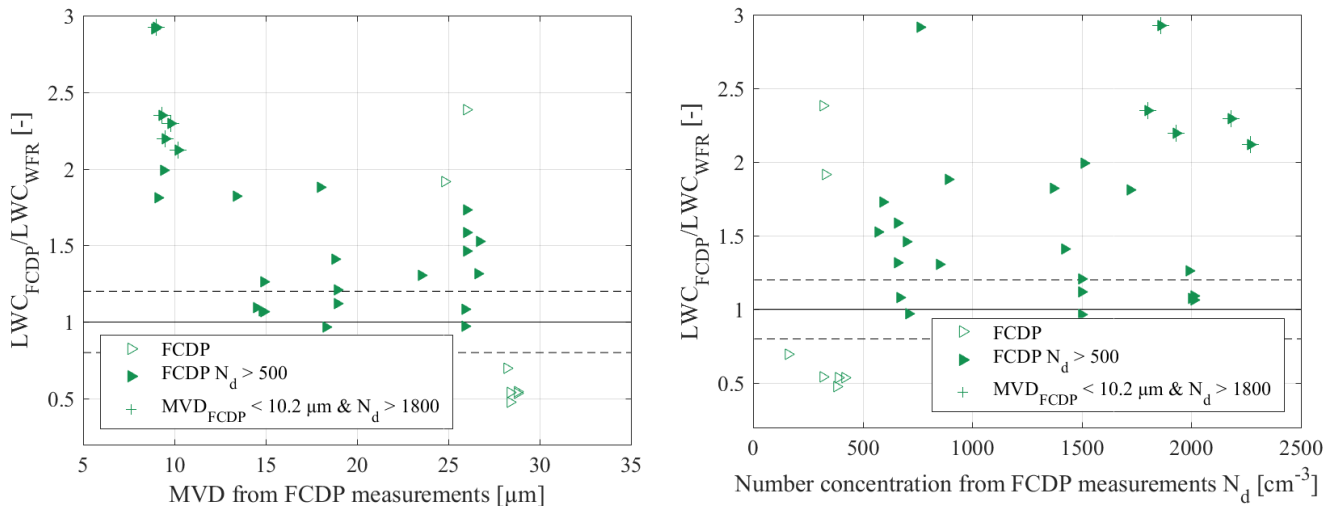 3
2.5
2
1.5
1
0.5
LWC_FCDP/LWC_WFR [-]
FCDP
FCDP N_d > 500
MVD_FCDP < 10.2 μm & N_d > 1800
5 10 15 20 25 30 35
MVD from FCDP measurements [μm]
3
2.5
2
1.5
1
0.5
LWC_FCDP/LWC_WFR [-]
FCDP
FCDP N_d > 500
MVD_FCDP < 10.2 μm & N_d > 1800
0 500 1000 1500 2000 2500
Number concentration from FCDP measurements N_d [cm^-3]